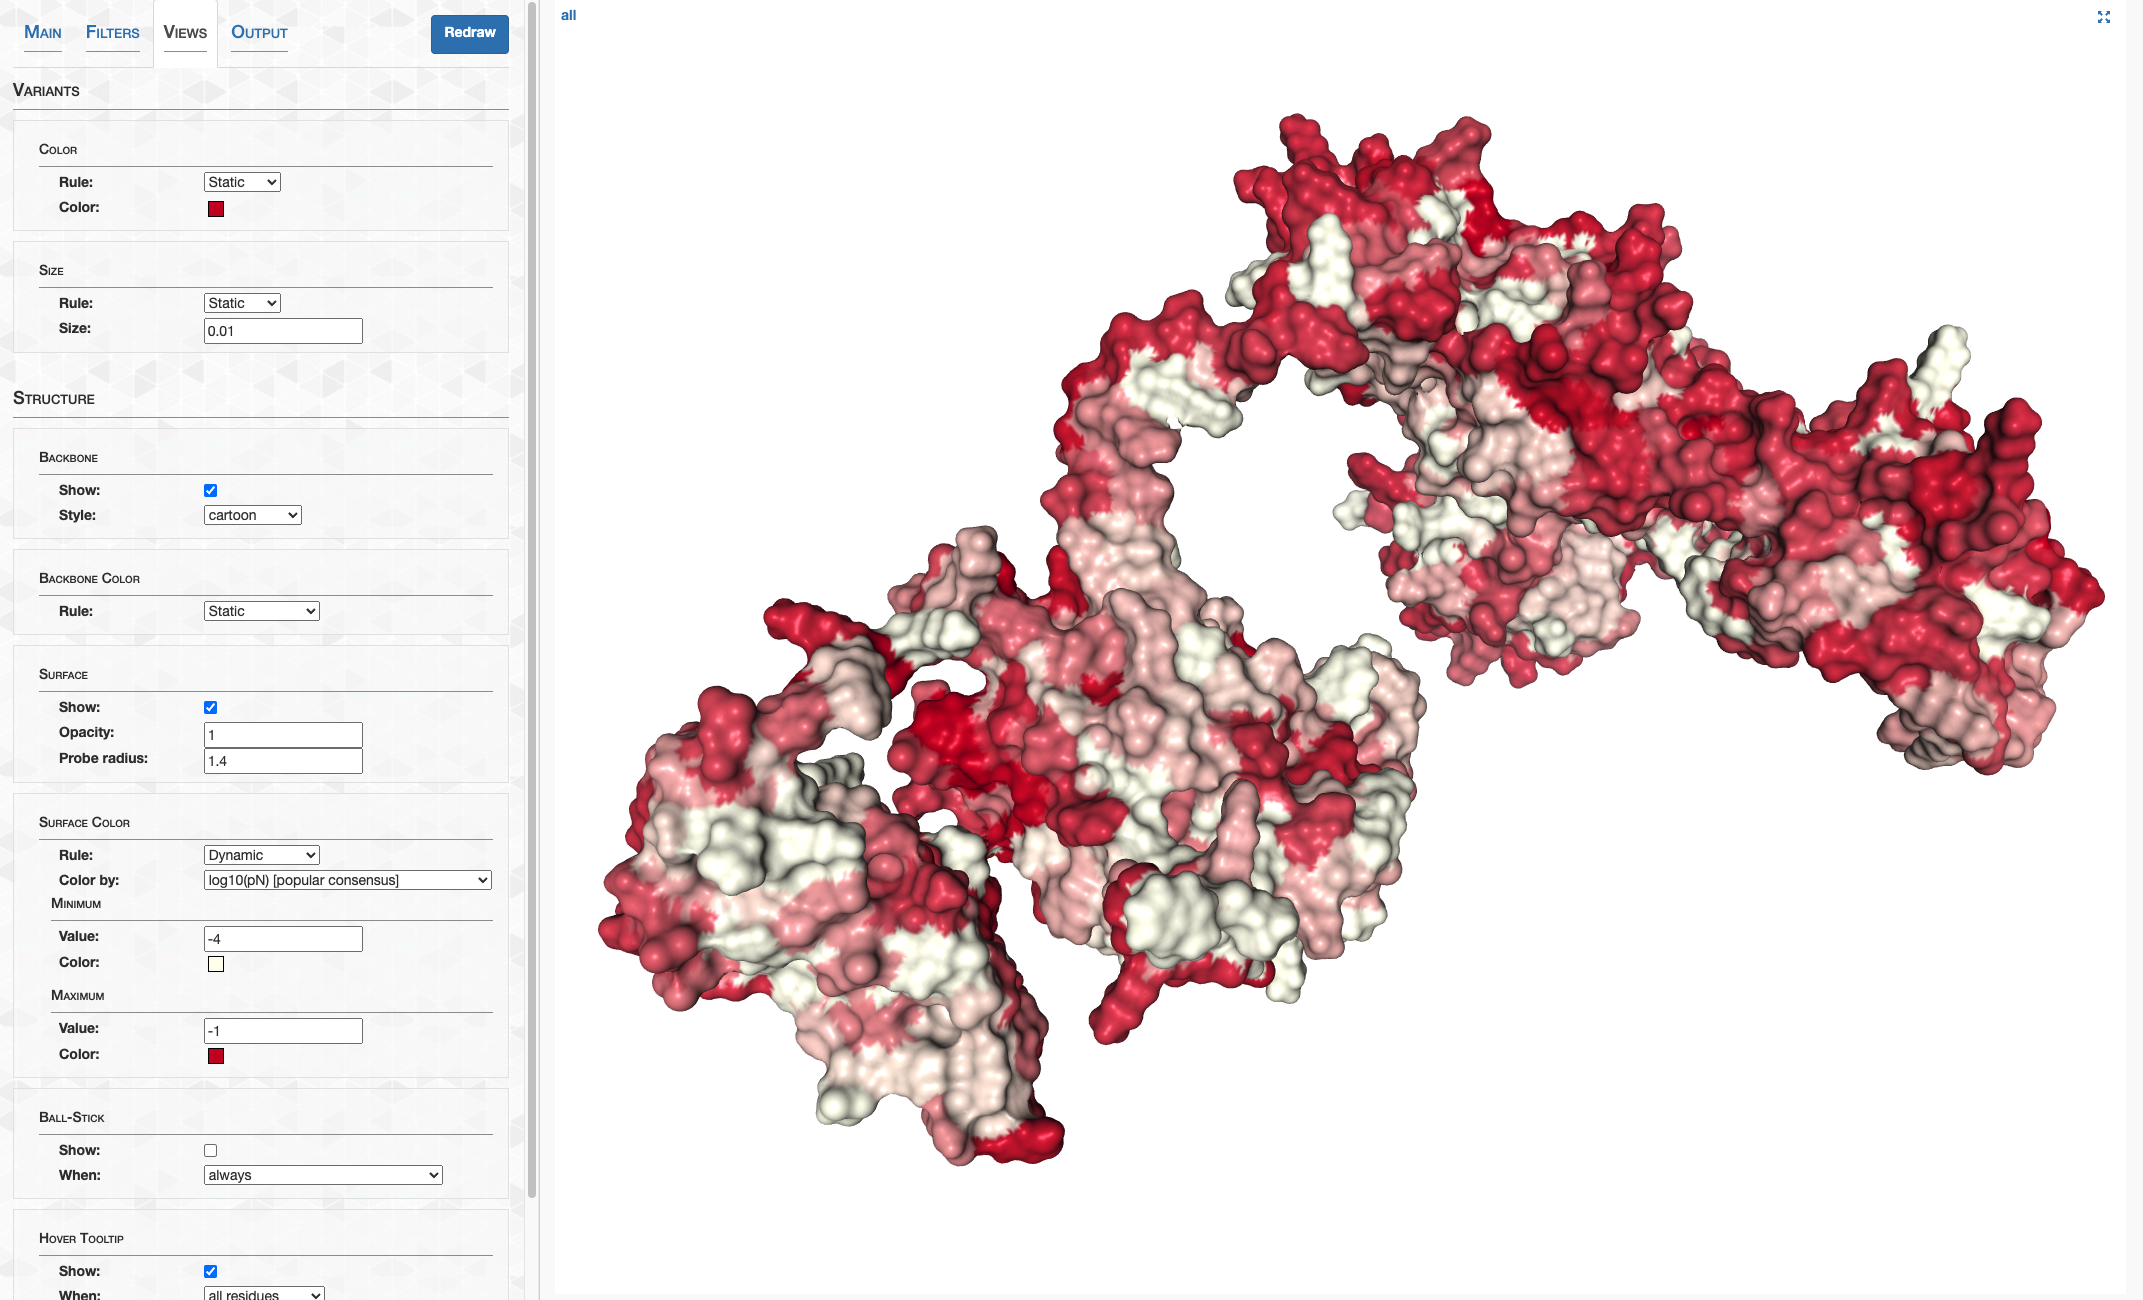 Main Filters Views Output Redraw
Variants
Color
Rule: Static
Color:
Size
Rule: Static
Size: 0.01
Structure
Backbone
Show:
Style: cartoon
Backbone Color
Rule: Static
Surface
Show:
Opacity: 1
Probe radius: 1.4
Surface Color
Rule: Dynamic
Color by: log10(pN) [popular consensus]
Minimum
Value: -4
Color:
Maximum
Value: -1
Color:
Ball-Stick
Show:
When: always
Hover Tooltip
Show:
When: all residues
all